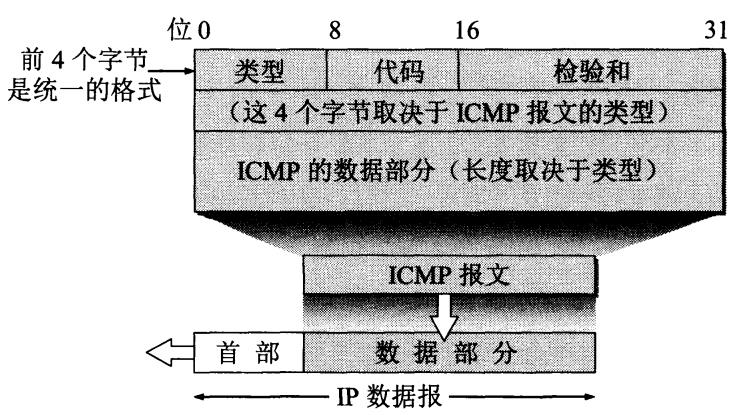 位 0 8 16 31
前 4 个字节
是统一的格式
类型 代码 检验和
（这 4 个字节取决于 ICMP 报文的类型）
ICMP 的数据部分（长度取决于类型）
ICMP 报文
首 部 数 据 部 分
IP 数据报